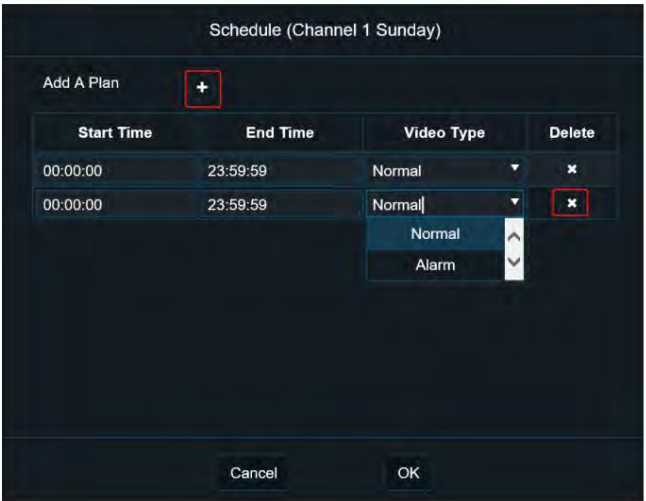 Schedule (Channel 1 Sunday)
Add A Plan +
Start Time End Time Video Type Delete
00:00:00 23:59:59 Normal
00:00:00 23:59:59 Normal
Normal
Alarm
Cancel OK